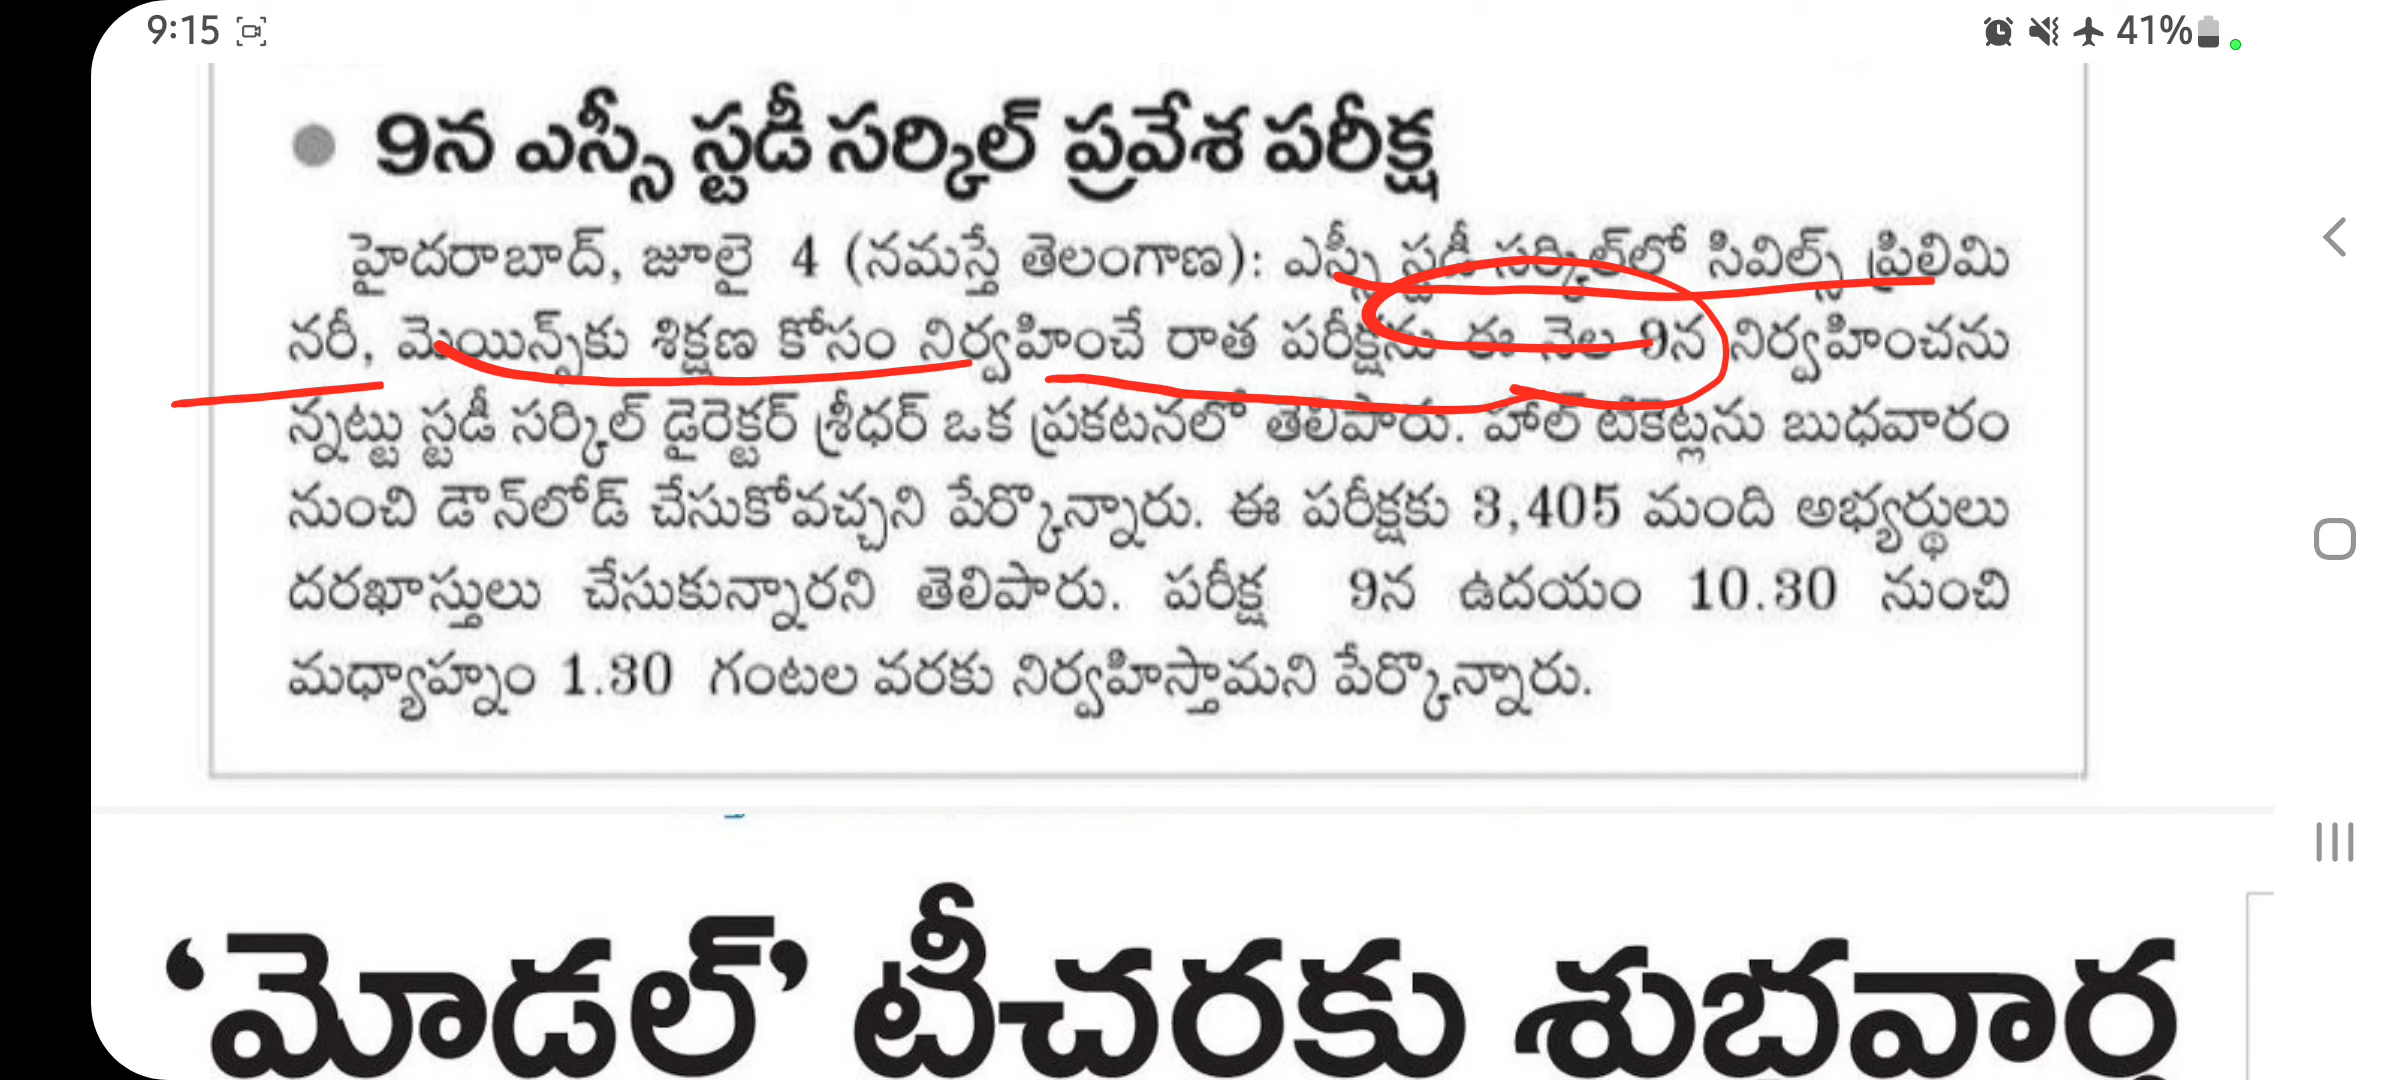 9:15
41%
9న ఎస్సీ స్టడీ సర్కిల్ ప్రవేశ పరీక్ష
హైదరాబాద్, జూలై 4 (నమస్తే తెలంగాణ): ఎస్సీ స్టడీ సర్కిల్‌లో సివిల్స్ ప్రిలిమి
నరీ, మెయిన్స్‌కు శిక్షణ కోసం నిర్వహించే రాత పరీక్షను ఈ నెల 9న నిర్వహించను
న్నట్టు స్టడీ సర్కిల్ డైరెక్టర్ శ్రీధర్ ఒక ప్రకటనలో తెలిపారు. హాల్ టికెట్లను బుధవారం
నుంచి డౌన్‌లోడ్ చేసుకోవచ్చని పేర్కొన్నారు. ఈ పరీక్షకు 3,405 మంది అభ్యర్థులు
దరఖాస్తులు చేసుకున్నారని తెలిపారు. పరీక్ష 9న ఉదయం 10.30 నుంచి
మధ్యాహ్నం 1.30 గంటల వరకు నిర్వహిస్తామని పేర్కొన్నారు.
‘మోడల్’ టీచరకు శుభవార్త